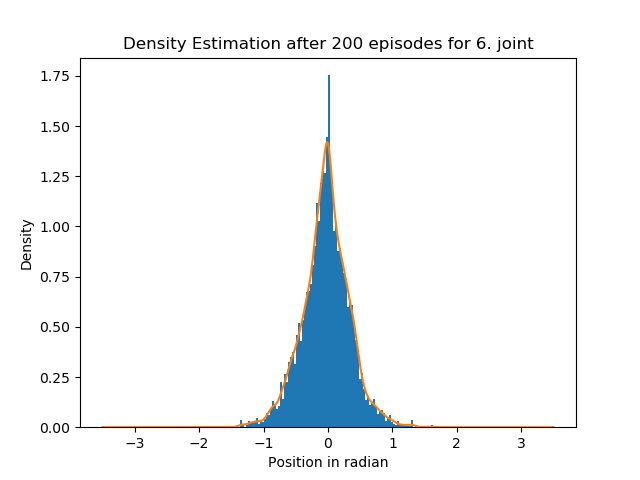 Density Estimation after 200 episodes for 6. joint
1.75
1.50
1.25
1.00
0.75
0.50
0.25
0.00
Density
−3 −2 −1 0 1 2 3
Position in radian